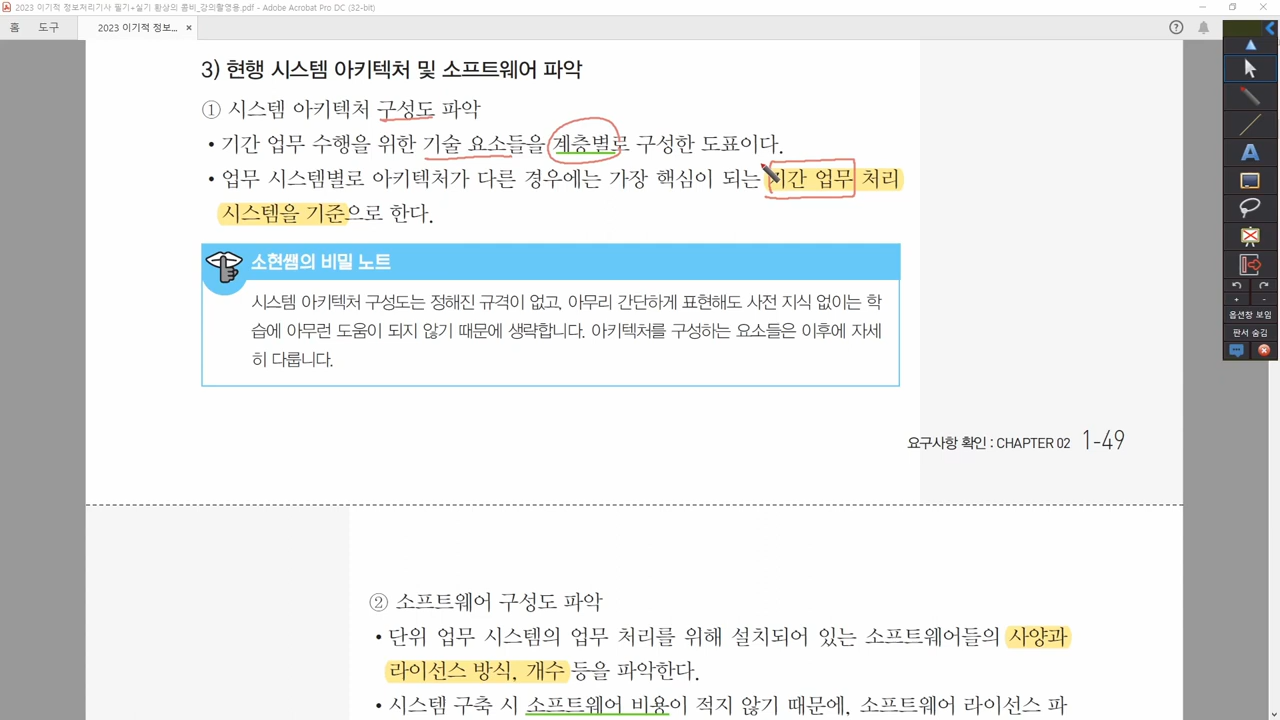 2023 이기적 정보처리기사 필기+실기 환상의 콤비_강의촬영용.pdf - Adobe Acrobat Pro DC (32-bit)
홈 도구 2023 이기적 정보... ×
3) 현행 시스템 아키텍처 및 소프트웨어 파악
① 시스템 아키텍처 구성도 파악
• 기간 업무 수행을 위한 기술 요소들을 계층별로 구성한 도표이다.
• 업무 시스템별로 아키텍처가 다른 경우에는 가장 핵심이 되는 기간 업무 처리
시스템을 기준으로 한다.
소현쌤의 비밀 노트
시스템 아키텍처 구성도는 정해진 규격이 없고, 아무리 간단하게 표현해도 사전 지식 없이는 학
습에 아무런 도움이 되지 않기 때문에 생략합니다. 아키텍처를 구성하는 요소들은 이후에 자세
히 다룹니다.
요구사항 확인 : CHAPTER 02 1-49
② 소프트웨어 구성도 파악
• 단위 업무 시스템의 업무 처리를 위해 설치되어 있는 소프트웨어들의 사양과
라이선스 방식, 개수 등을 파악한다.
• 시스템 구축 시 소프트웨어 비용이 적지 않기 때문에, 소프트웨어 라이선스 파
A
+ -
옵션창 보임
판서 숨김